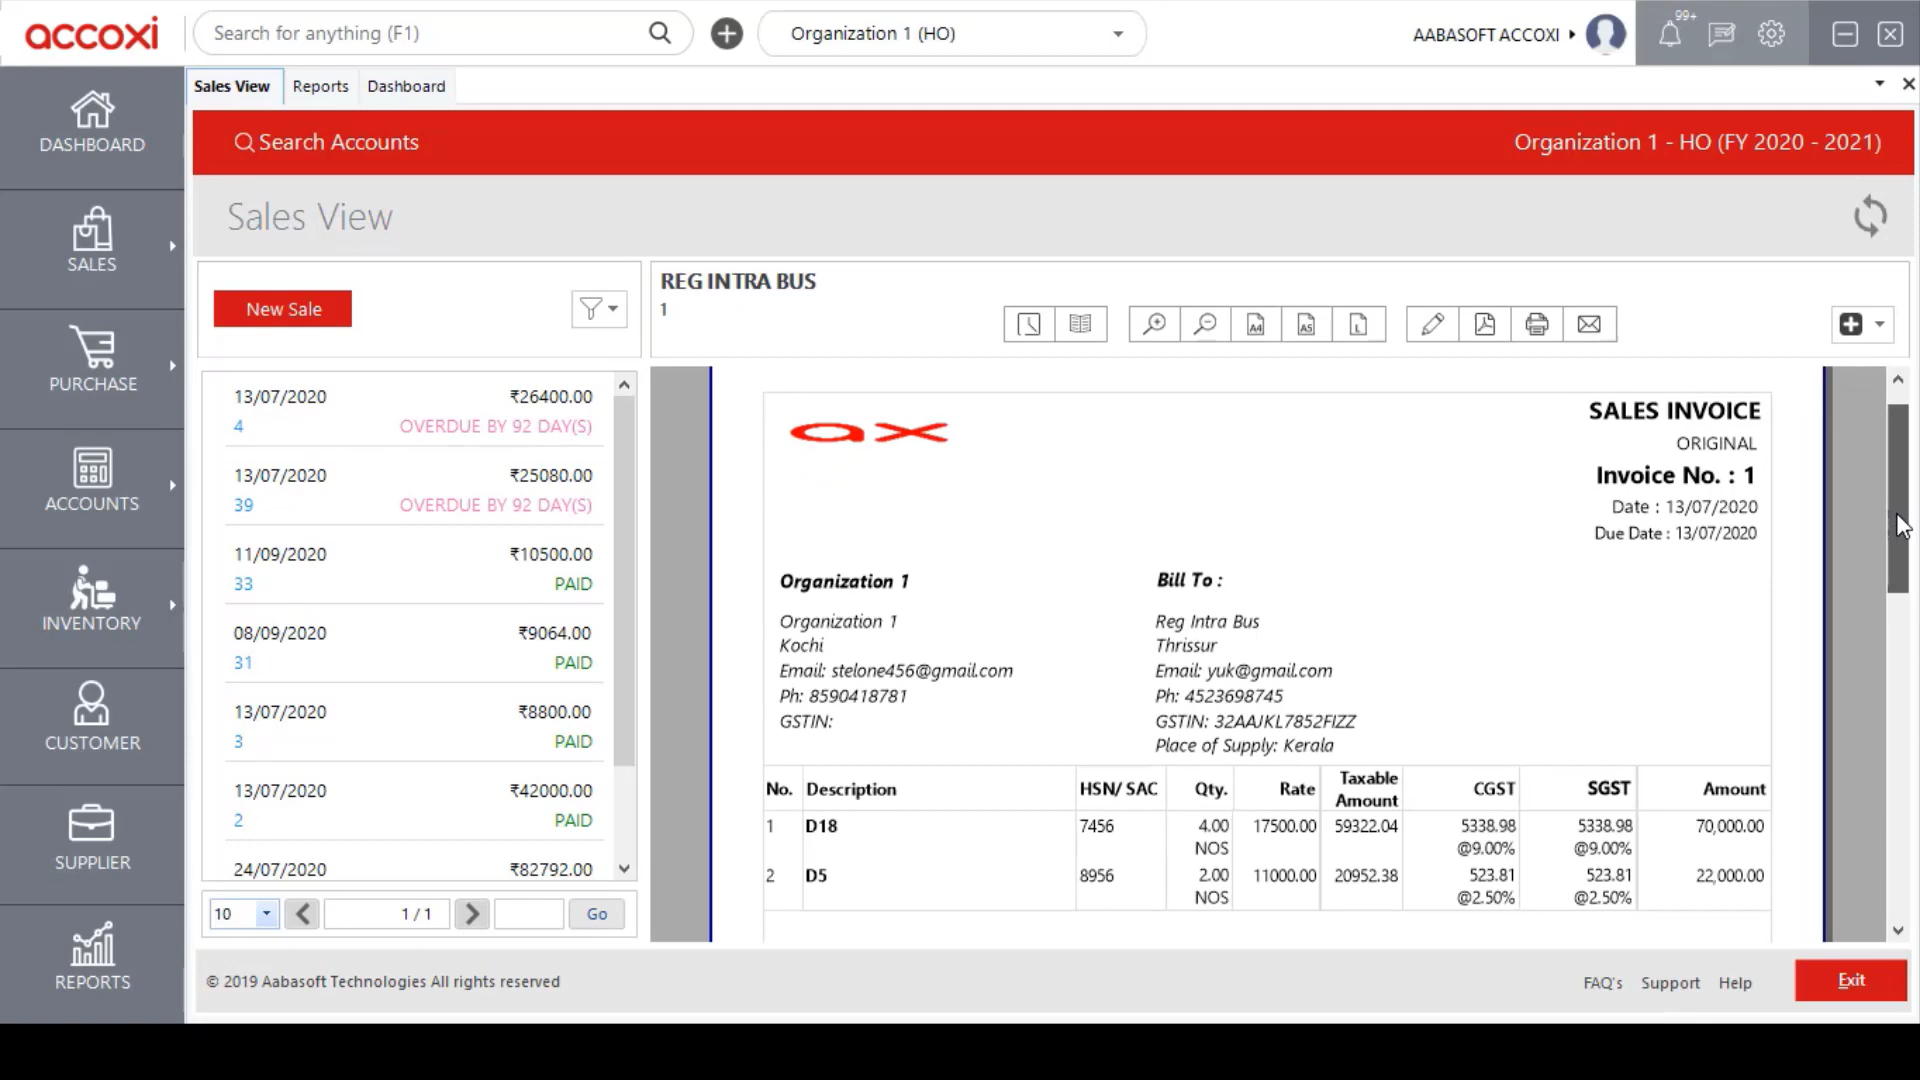 accoxi
Search for anything (F1)
Organization 1 (HO)
AABASOFT ACCOXI
99+
Sales View
Reports
Dashboard
DASHBOARD
SALES
PURCHASE
ACCOUNTS
INVENTORY
CUSTOMER
SUPPLIER
REPORTS
Search Accounts
Organization 1 - HO (FY 2020 - 2021)
Sales View
New Sale
13/07/2020 ₹26400.00
4 OVERDUE BY 92 DAY(S)
13/07/2020 ₹25080.00
39 OVERDUE BY 92 DAY(S)
11/09/2020 ₹10500.00
33 PAID
08/09/2020 ₹9064.00
31 PAID
13/07/2020 ₹8800.00
3 PAID
13/07/2020 ₹42000.00
2 PAID
24/07/2020 ₹82792.00
10 1 / 1 Go
REG INTRA BUS
1
A4 A5 L
ax
SALES INVOICE
ORIGINAL
Invoice No. : 1
Date : 13/07/2020
Due Date : 13/07/2020
Organization 1
Organization 1
Kochi
Email: stelone456@gmail.com
Ph: 8590418781
GSTIN:
Bill To :
Reg Intra Bus
Thrissur
Email: yuk@gmail.com
Ph: 4523698745
GSTIN: 32AAJKL7852FIZZ
Place of Supply: Kerala
No. Description HSN/ SAC Qty. Rate Taxable Amount CGST SGST Amount
1 D18 7456 4.00 17500.00 59322.04 5338.98 5338.98 70,000.00
NOS @9.00% @9.00%
2 D5 8956 2.00 11000.00 20952.38 523.81 523.81 22,000.00
NOS @2.50% @2.50%
© 2019 Aabasoft Technologies All rights reserved
FAQ's Support Help
Exit